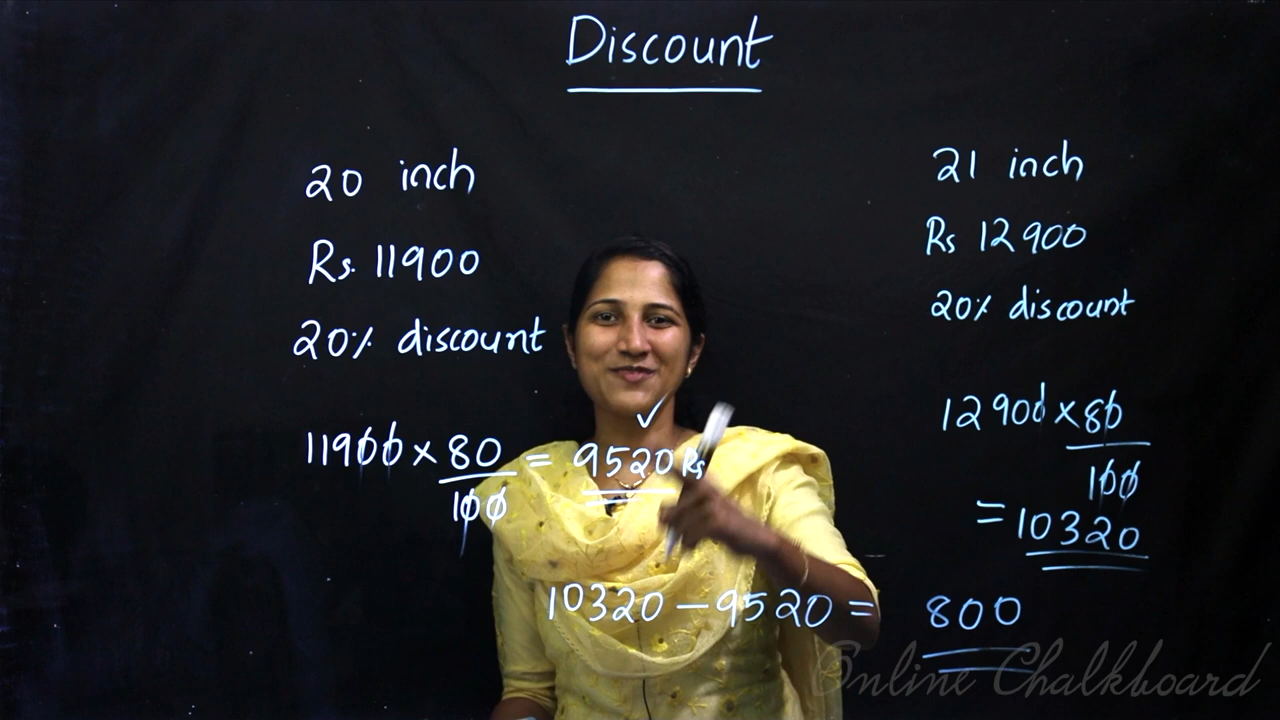 Discount
20 inch
Rs. 11900
20% discount
11900 × 80 = 9520 Rs
100
21 inch
Rs 12900
20% discount
12900 × 80
100
= 10320
10320 – 9520 = 800
Online Chalkboard